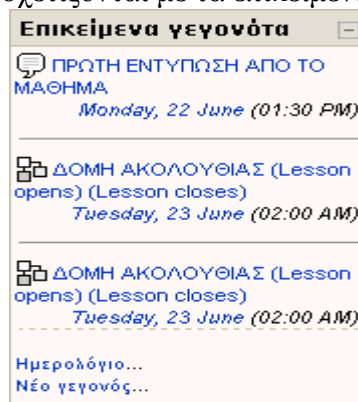 Επικείμενα γεγονότα
ΠΡΩΤΗ ΕΝΤΥΠΩΣΗ ΑΠΟ ΤΟ
ΜΑΘΗΜΑ
Monday, 22 June (01:30 PM)
ΔΟΜΗ ΑΚΟΛΟΥΘΙΑΣ (Lesson
opens) (Lesson closes)
Tuesday, 23 June (02:00 AM)
ΔΟΜΗ ΑΚΟΛΟΥΘΙΑΣ (Lesson
opens) (Lesson closes)
Tuesday, 23 June (02:00 AM)
Ημερολόγιο...
Νέο γεγονός...